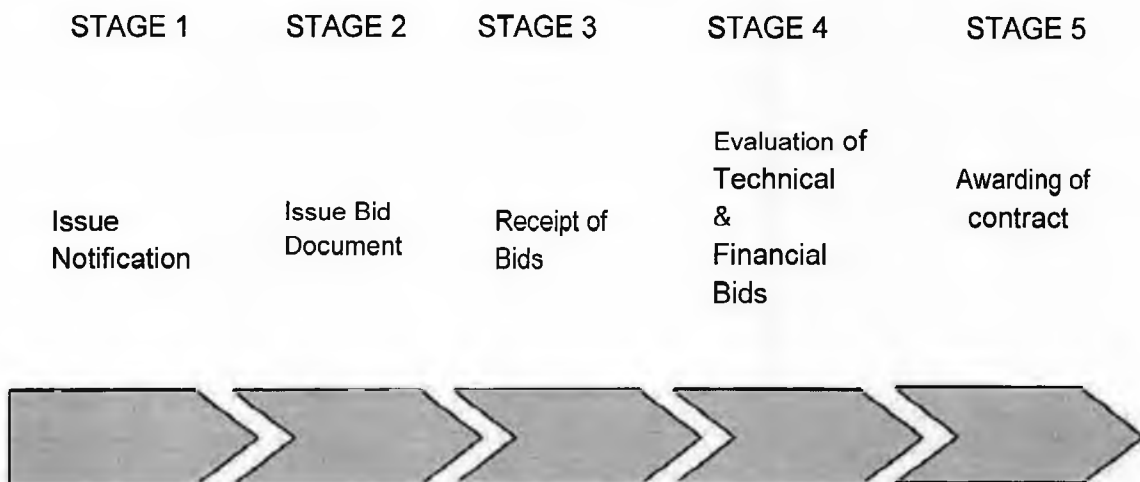 STAGE 1
STAGE 2
STAGE 3
STAGE 4
STAGE 5
Issue
Notification
Issue Bid
Document
Receipt of
Bids
Evaluation of
Technical
&
Financial
Bids
Awarding of
contract